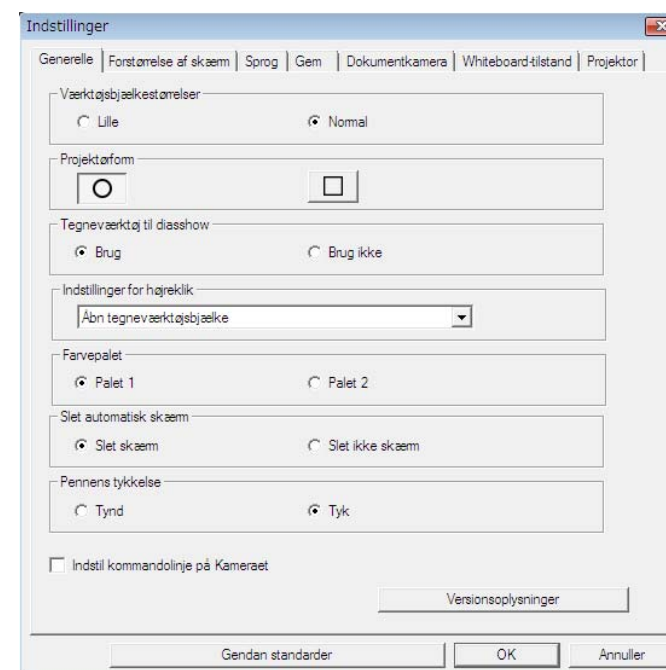 Indstillinger
Generelle Forstørrelse af skærm Sprog Gem Dokumentkamera Whiteboard-tilstand Projektor
Værktøjsbjælkestørrelser
Lille Normal
Projektørform
Tegneværktøj til diasshow
Brug Brug ikke
Indstillinger for højreklik
Åbn tegneværktøjsbjælke
Farvepalet
Palet 1 Palet 2
Slet automatisk skærm
Slet skærm Slet ikke skærm
Pennens tykkelse
Tynd Tyk
Indstil kommandolinje på Kameraet
Versionsoplysninger
Gendan standarder OK Annuller